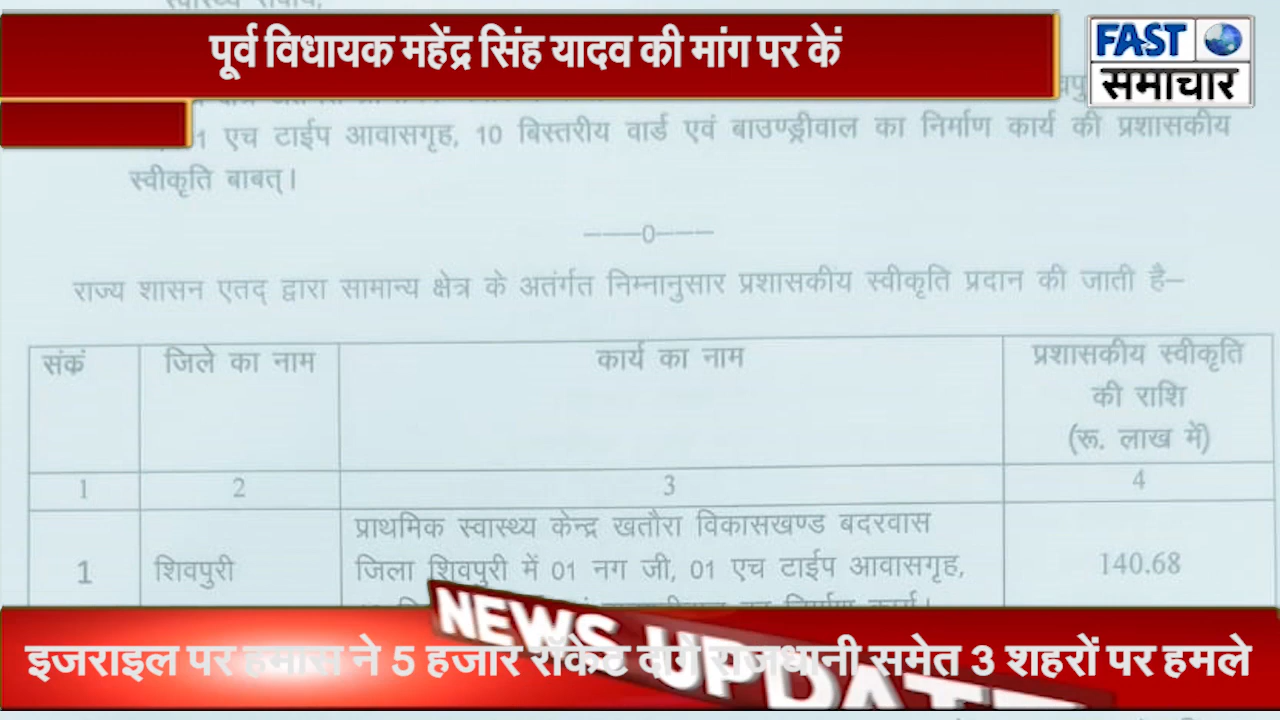 पूर्व विधायक महेंद्र सिंह यादव की मांग पर कें
FAST
समाचार
01 एच टाईप आवासगृह, 10 बिस्तरीय वार्ड एवं बाउण्ड्रीवाल का निर्माण कार्य की प्रशासकीय
स्वीकृति बाबत्।
———0———
राज्य शासन एतद् द्वारा सामान्य क्षेत्र के अतंर्गत निम्नानुसार प्रशासकीय स्वीकृति प्रदान की जाती है–
संकं जिले का नाम कार्य का नाम प्रशासकीय स्वीकृति
की राशि
(रू. लाख में)
1 2 3 4
प्राथमिक स्वास्थ्य केन्द्र खतौरा विकासखण्ड बदरवास
1 शिवपुरी जिला शिवपुरी में 01 नग जी, 01 एच टाईप आवासगृह, 140.68
का निर्माण कार्य।
NEWS UPDATE
इजराइल पर हमास ने 5 हजार रॉकेट दागे राजधानी समेत 3 शहरों पर हमले